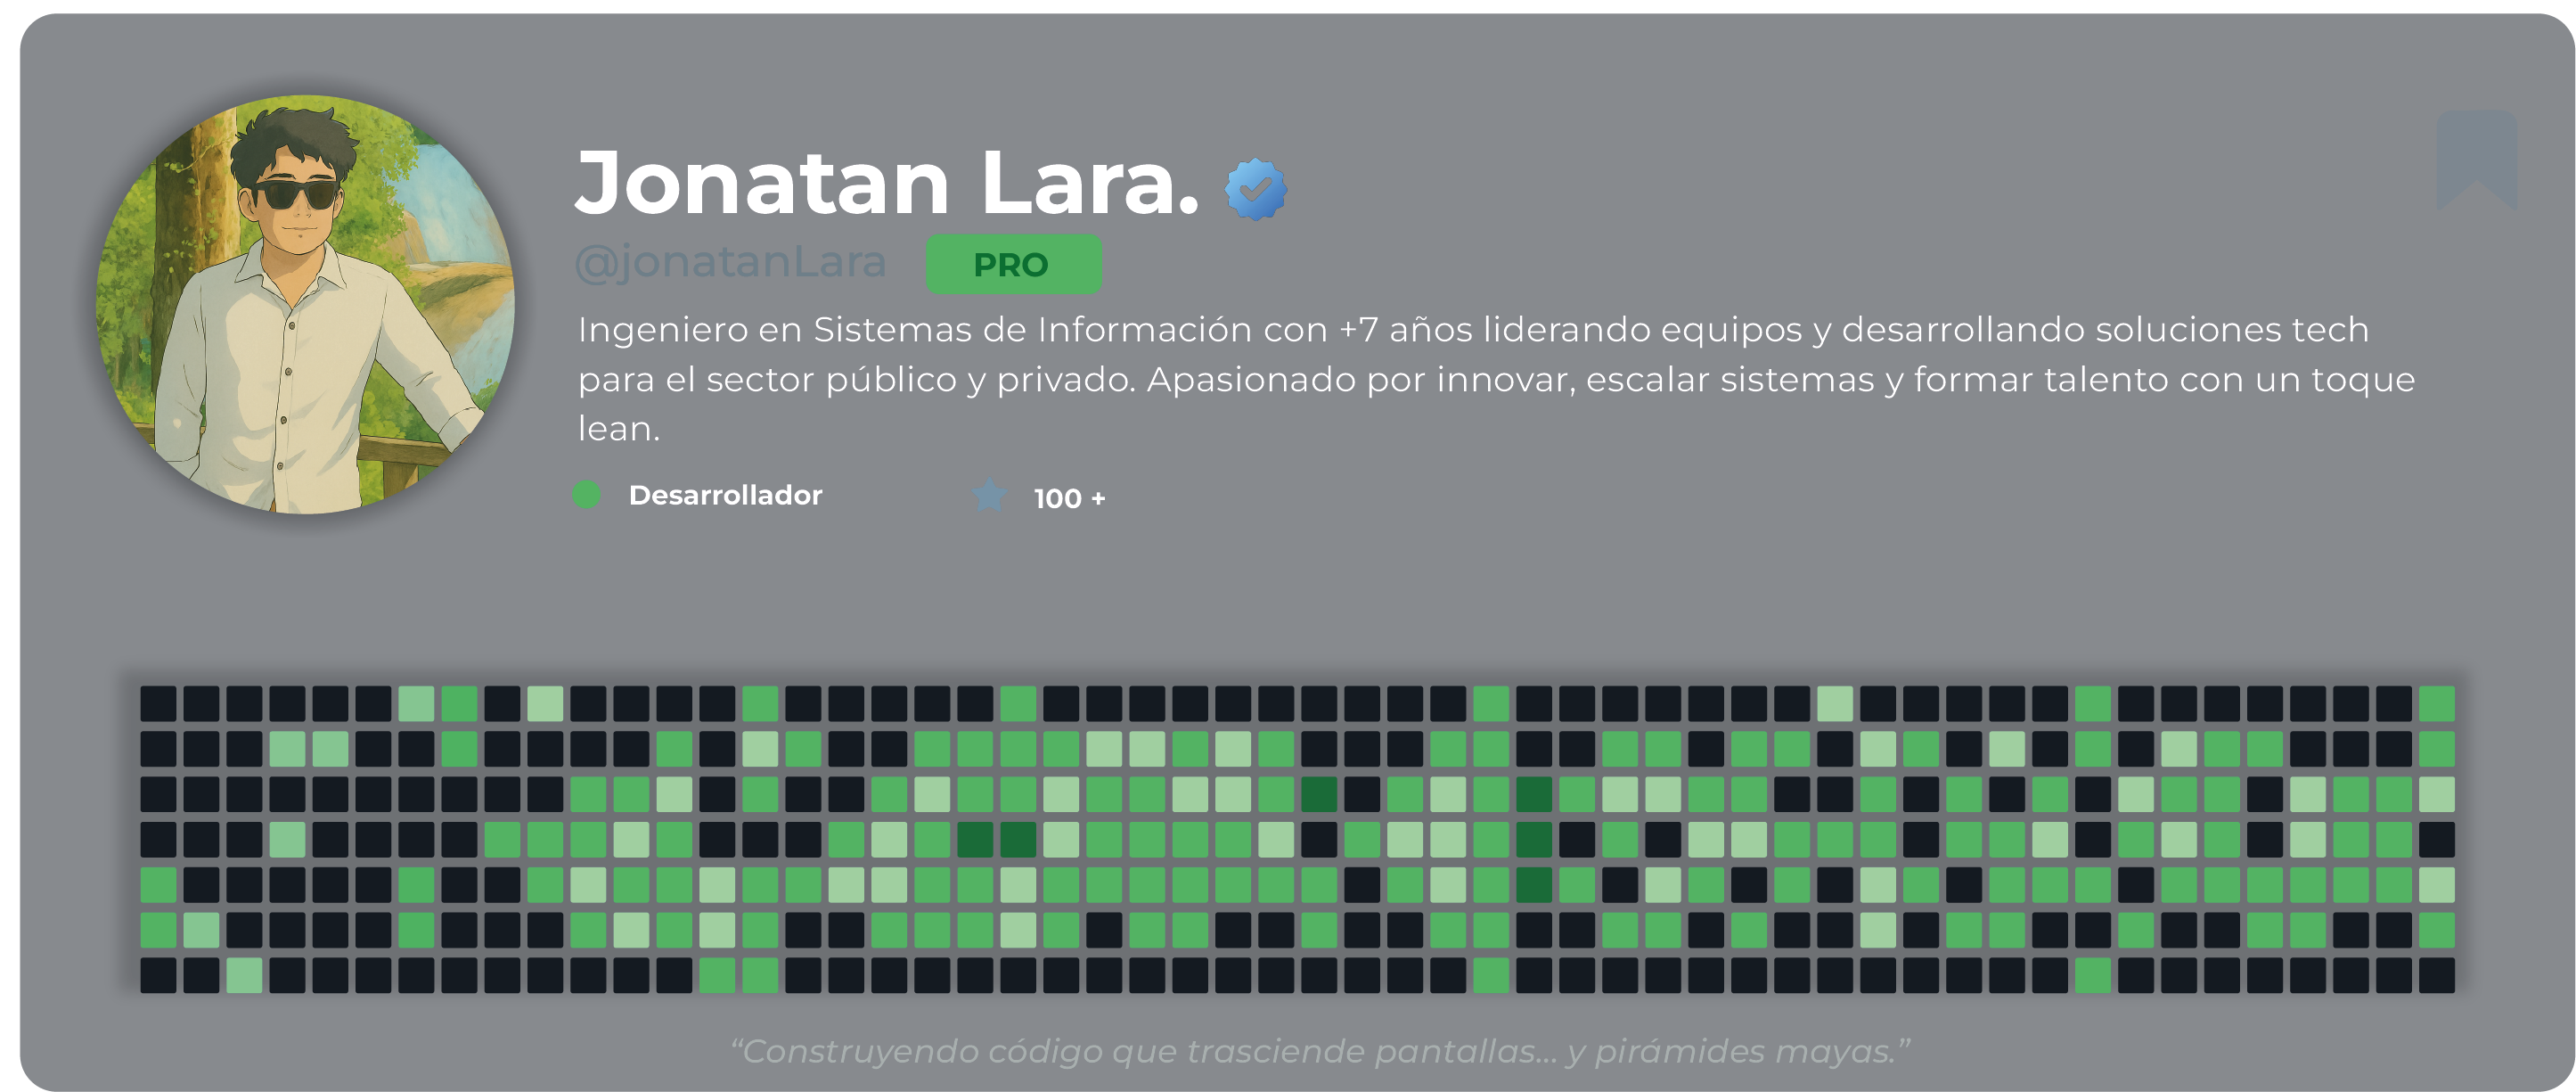 Jonatan Lara.
@jonatanLara
PRO
Ingeniero en Sistemas de Información con +7 años liderando equipos y desarrollando soluciones tech
para el sector público y privado. Apasionado por innovar, escalar sistemas y formar talento con un toque
lean.
Desarrollador
100 +
“Construyendo código que trasciende pantallas... y pirámides mayas.”